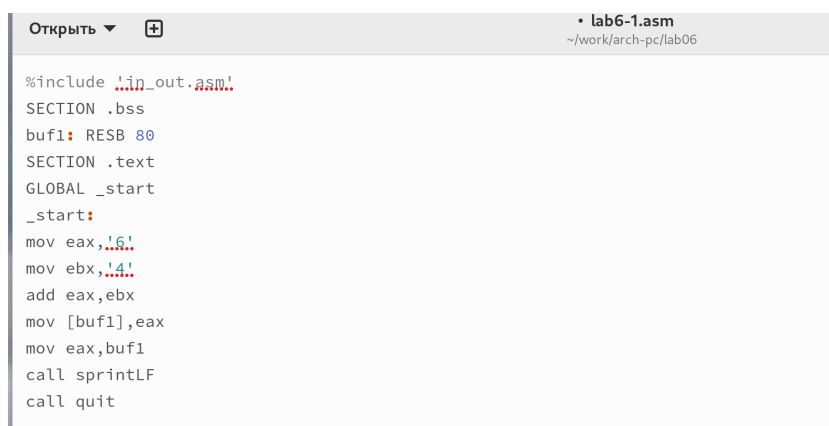 Открыть
• lab6-1.asm
~/work/arch-pc/lab06
%include 'in_out.asm'
SECTION .bss
buf1: RESB 80
SECTION .text
GLOBAL _start
_start:
mov eax,'6'
mov ebx,'4'
add eax,ebx
mov [buf1],eax
mov eax,buf1
call sprintLF
call quit